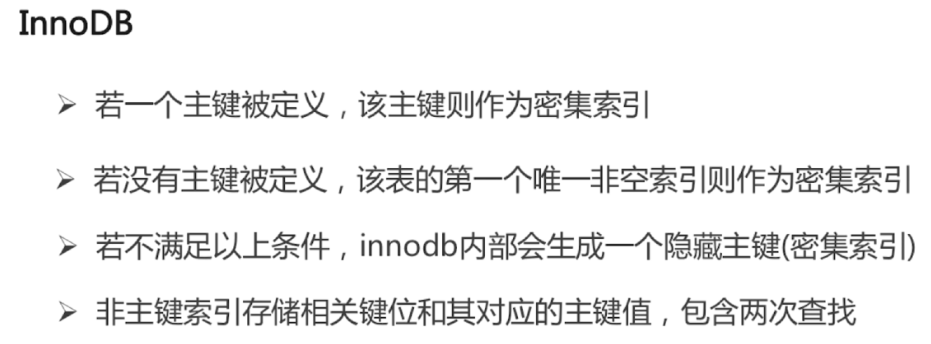 InnoDB
➢ 若一个主键被定义，该主键则作为密集索引
➢ 若没有主键被定义，该表的第一个唯一非空索引则作为密集索引
➢ 若不满足以上条件，innodb内部会生成一个隐藏主键(密集索引)
➢ 非主键索引存储相关键位和其对应的主键值，包含两次查找